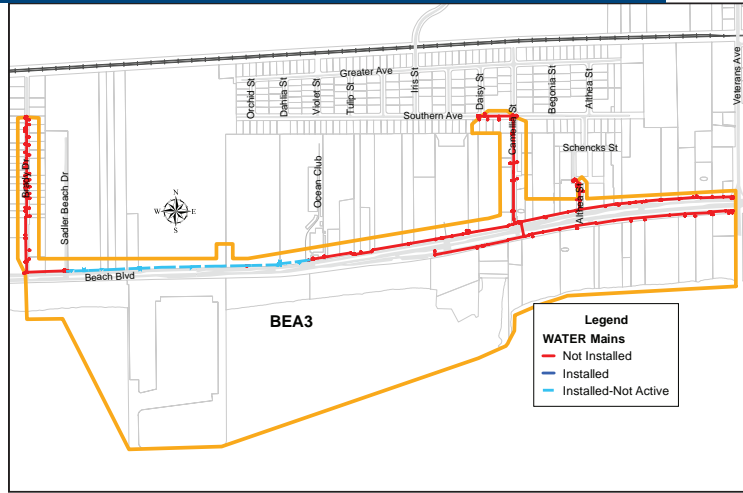 Greater Ave
Orchid St
Dahlia St
Violet St
Tulip St
Iris St
Daisy St
Camellia St
Begonia St
Althea St
Veterans Ave
Southern Ave
Schencks St
Sadler Beach Dr
Ocean Club
Althea St
N
W
E
S
Beach Blvd
BEA3
Legend
WATER Mains
Not Installed
Installed
Installed-Not Active